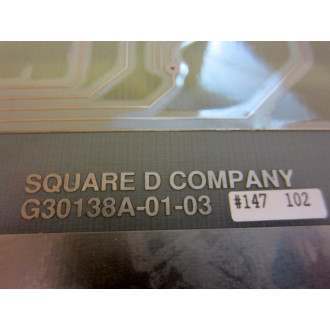 SQUARE D COMPANY
G30138A-01-03
#147 102